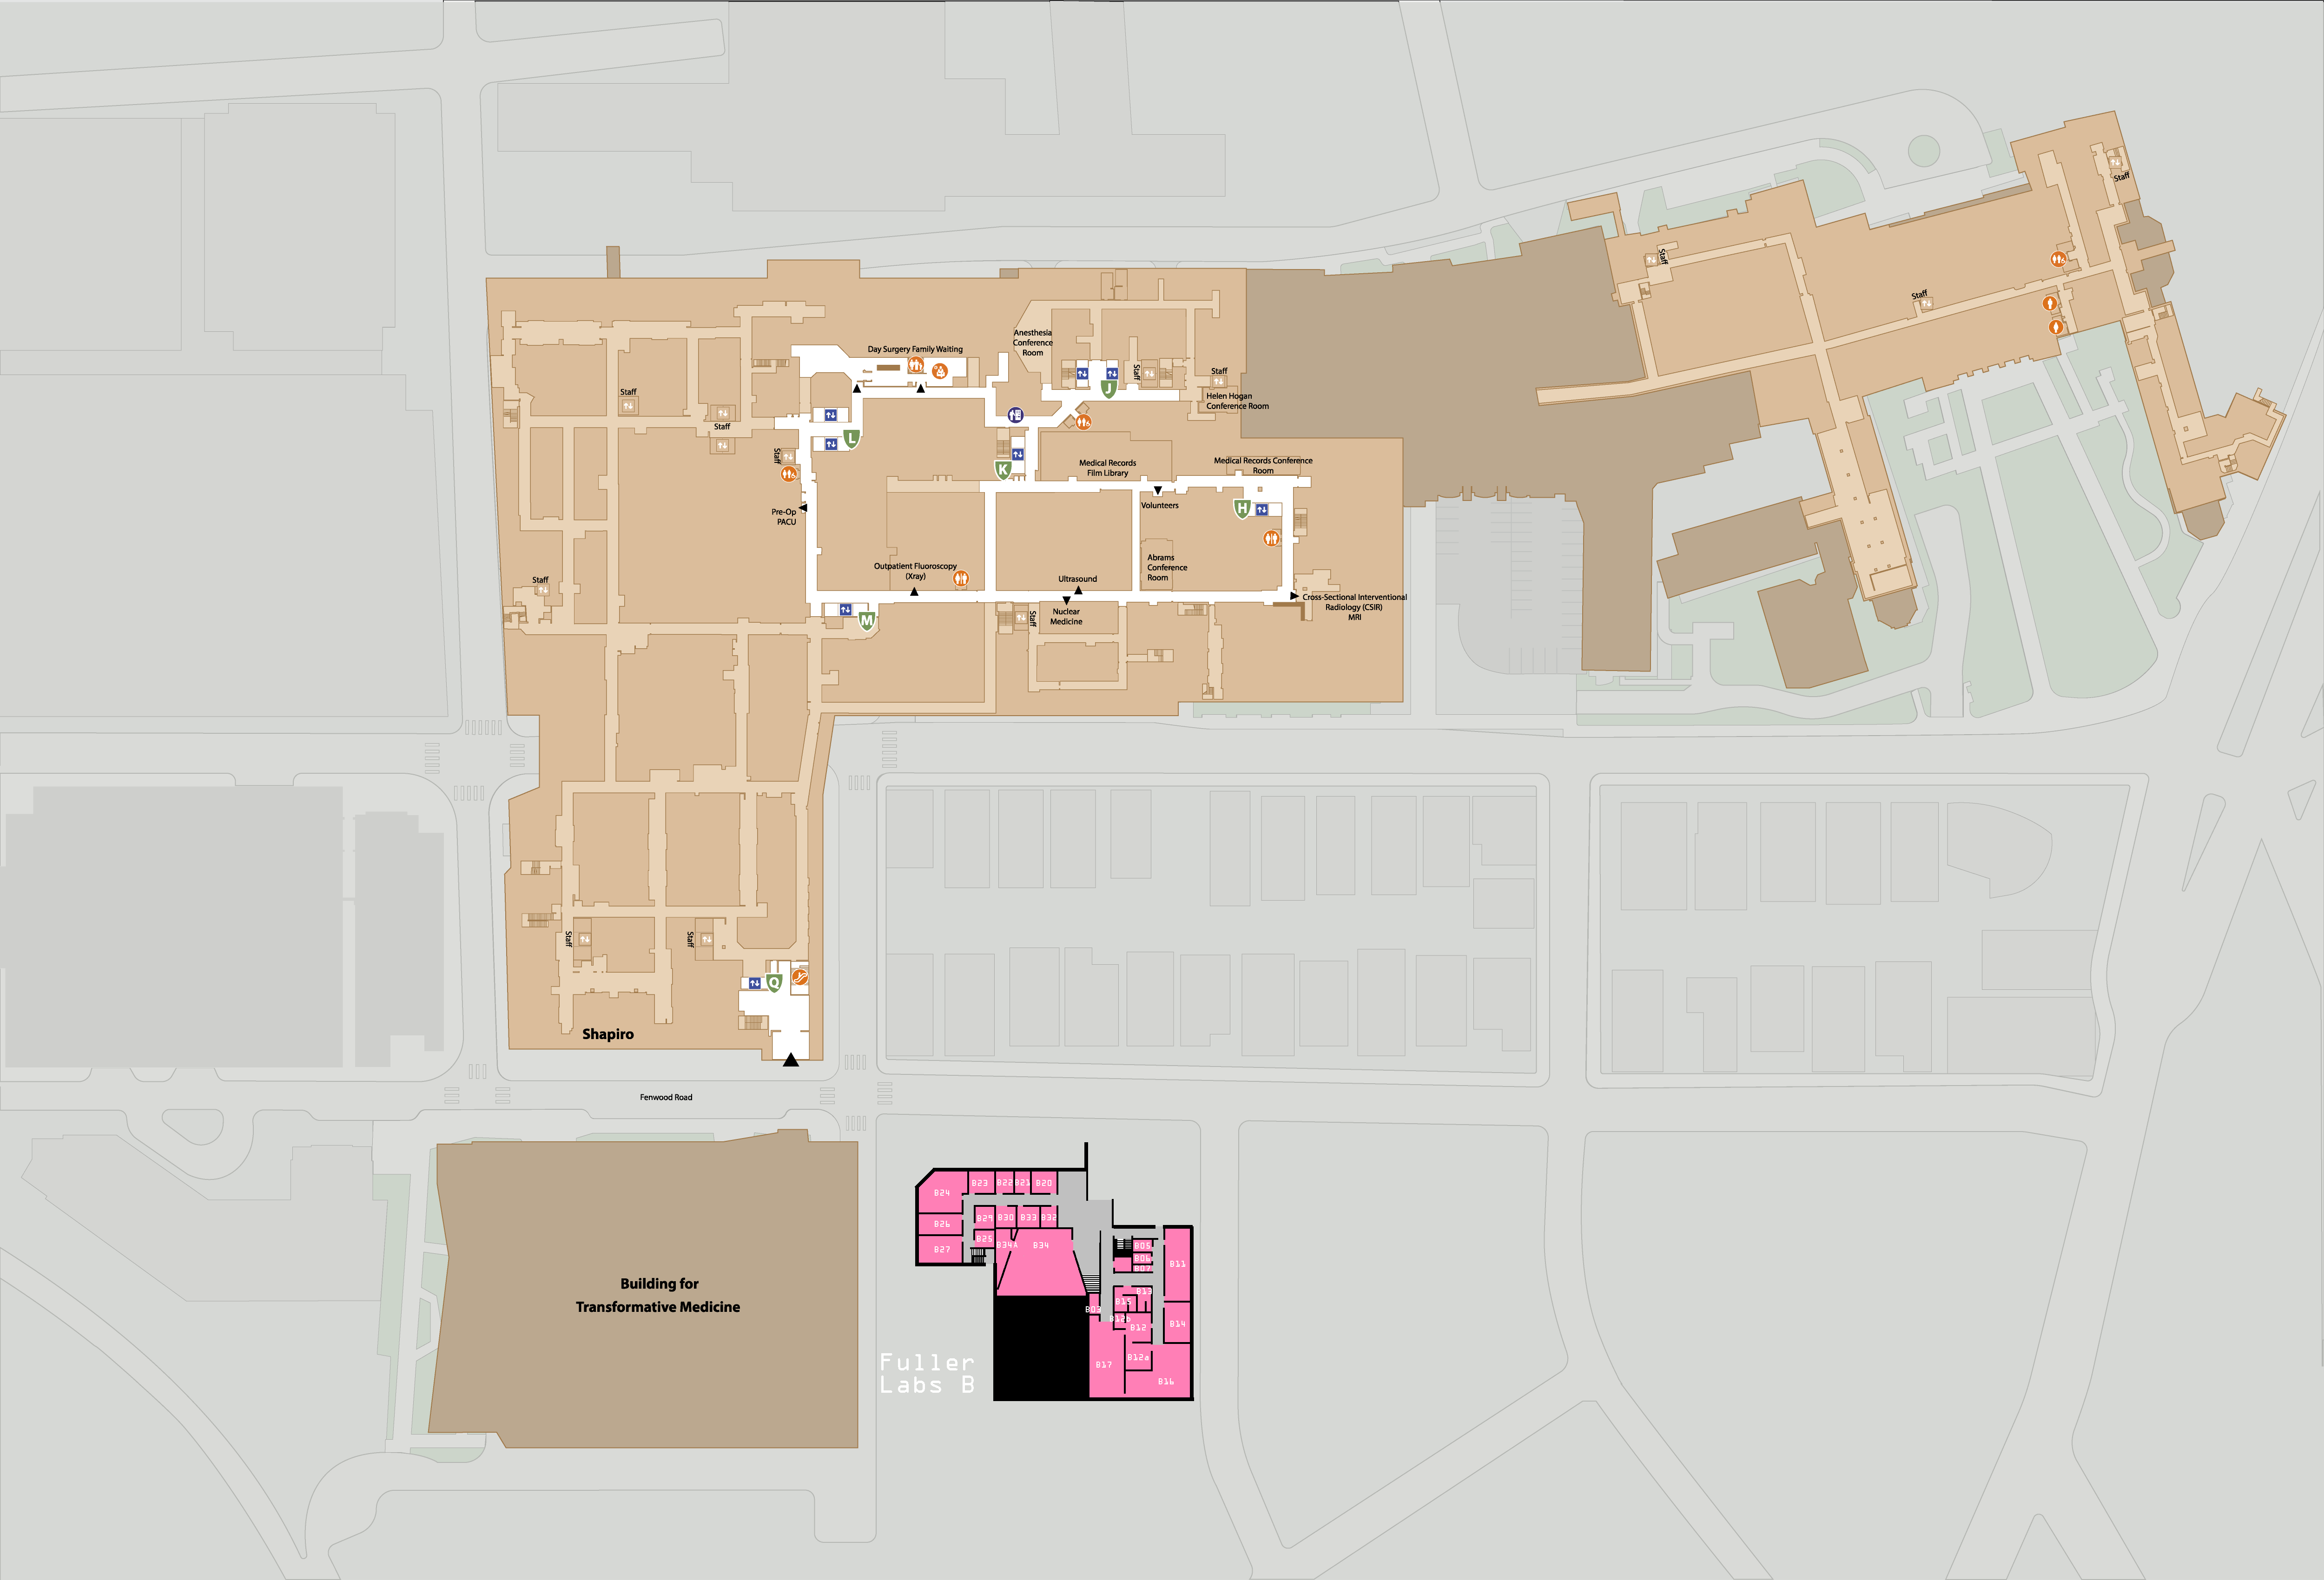 Staff
Staff
Staff
Staff
Anesthesia
Conference
Room
Day Surgery Family Waiting
Staff
Staff
J
Helen Hogan
Conference Room
Staff
Staff
L
Staff
K
Medical Records
Film Library
Medical Records Conference
Room
Volunteers
H
Pre-Op
PACU
Abrams
Conference
Room
Outpatient Fluoroscopy
(Xray)
Ultrasound
Staff
Cross-Sectional Interventional
Radiology (CSIR)
MRI
Nuclear
Medicine
Staff
M
Staff
Staff
Q
Shapiro
Fenwood Road
Building for
Transformative Medicine
B24
B23
B22
B21
B20
B26
B29
B30
B33
B32
B27
B25
B34A
B34
B05
B06
B07
B11
B13
B15
B03
B12b
B12
B14
B12a
B17
B16
Fuller
Labs B